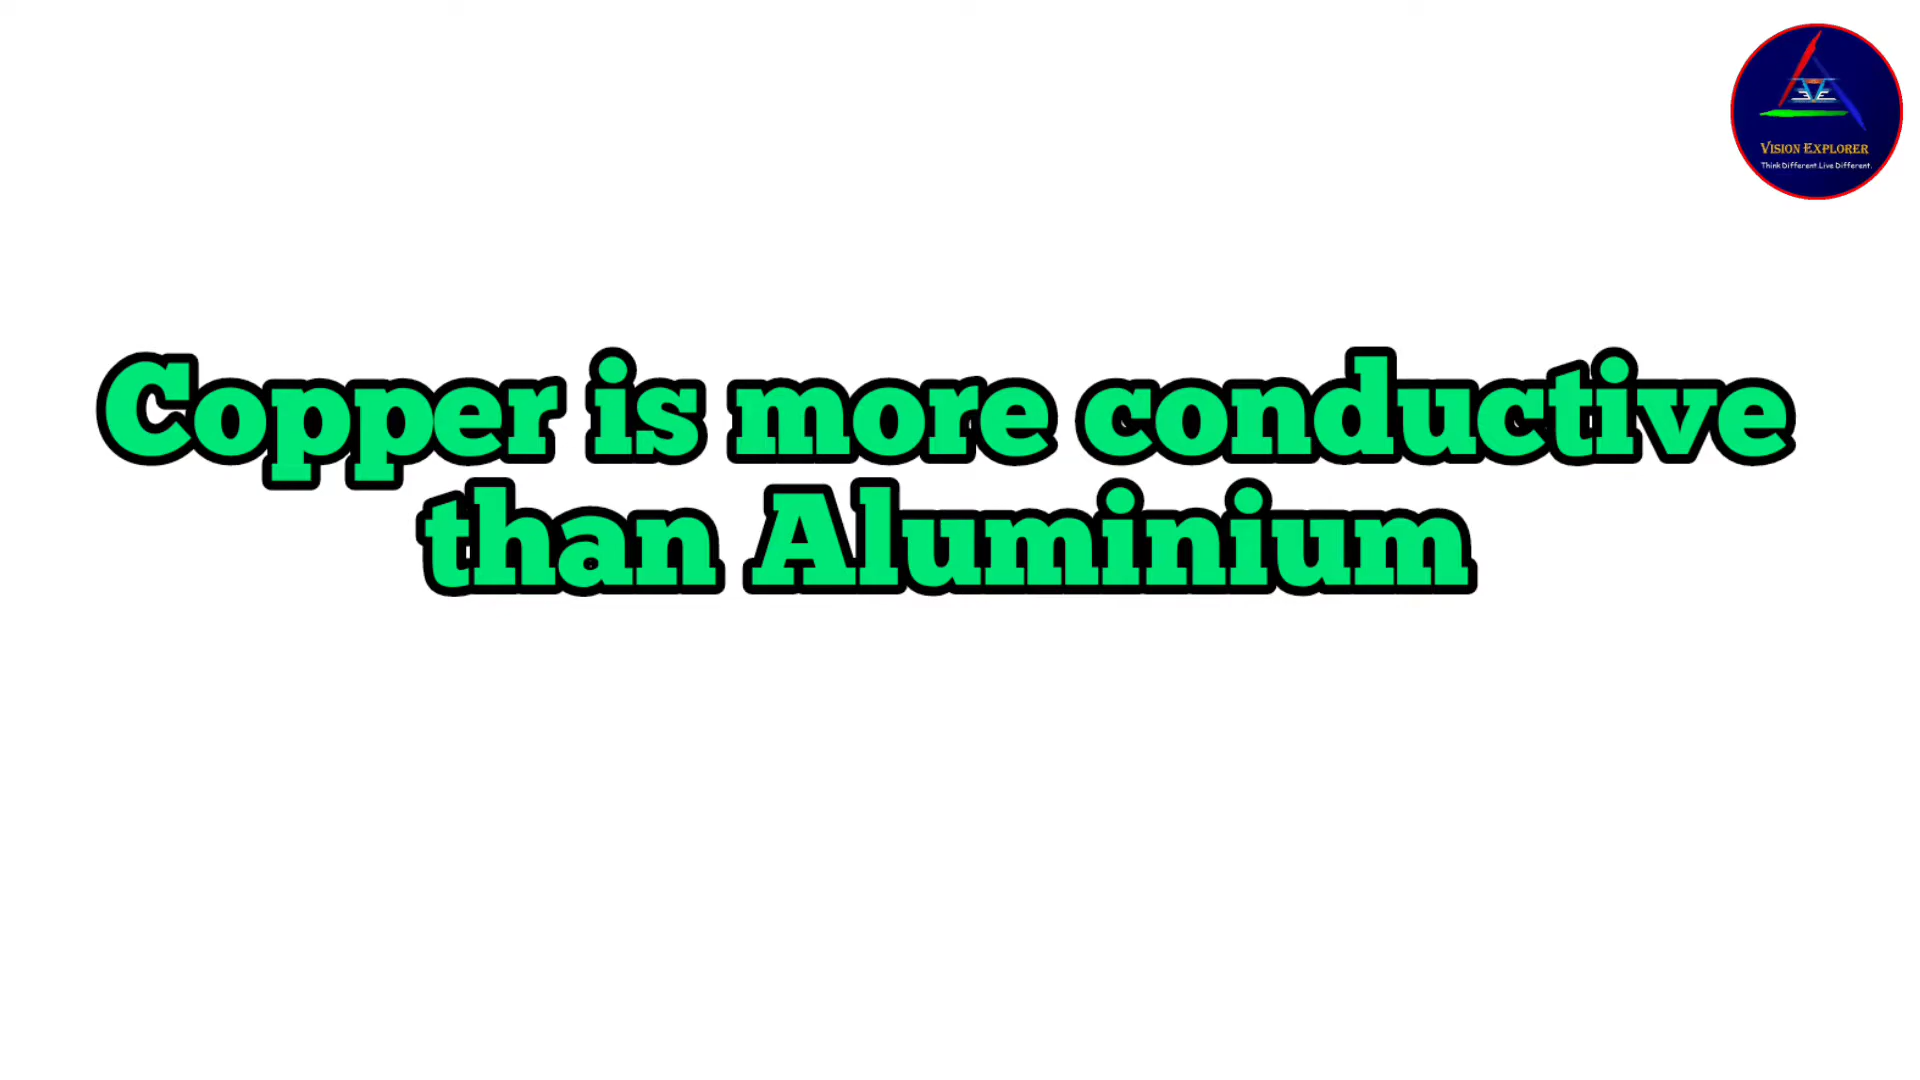 VISION EXPLORER
Think Different.Live Different.
Copper is more conductive
than Aluminium